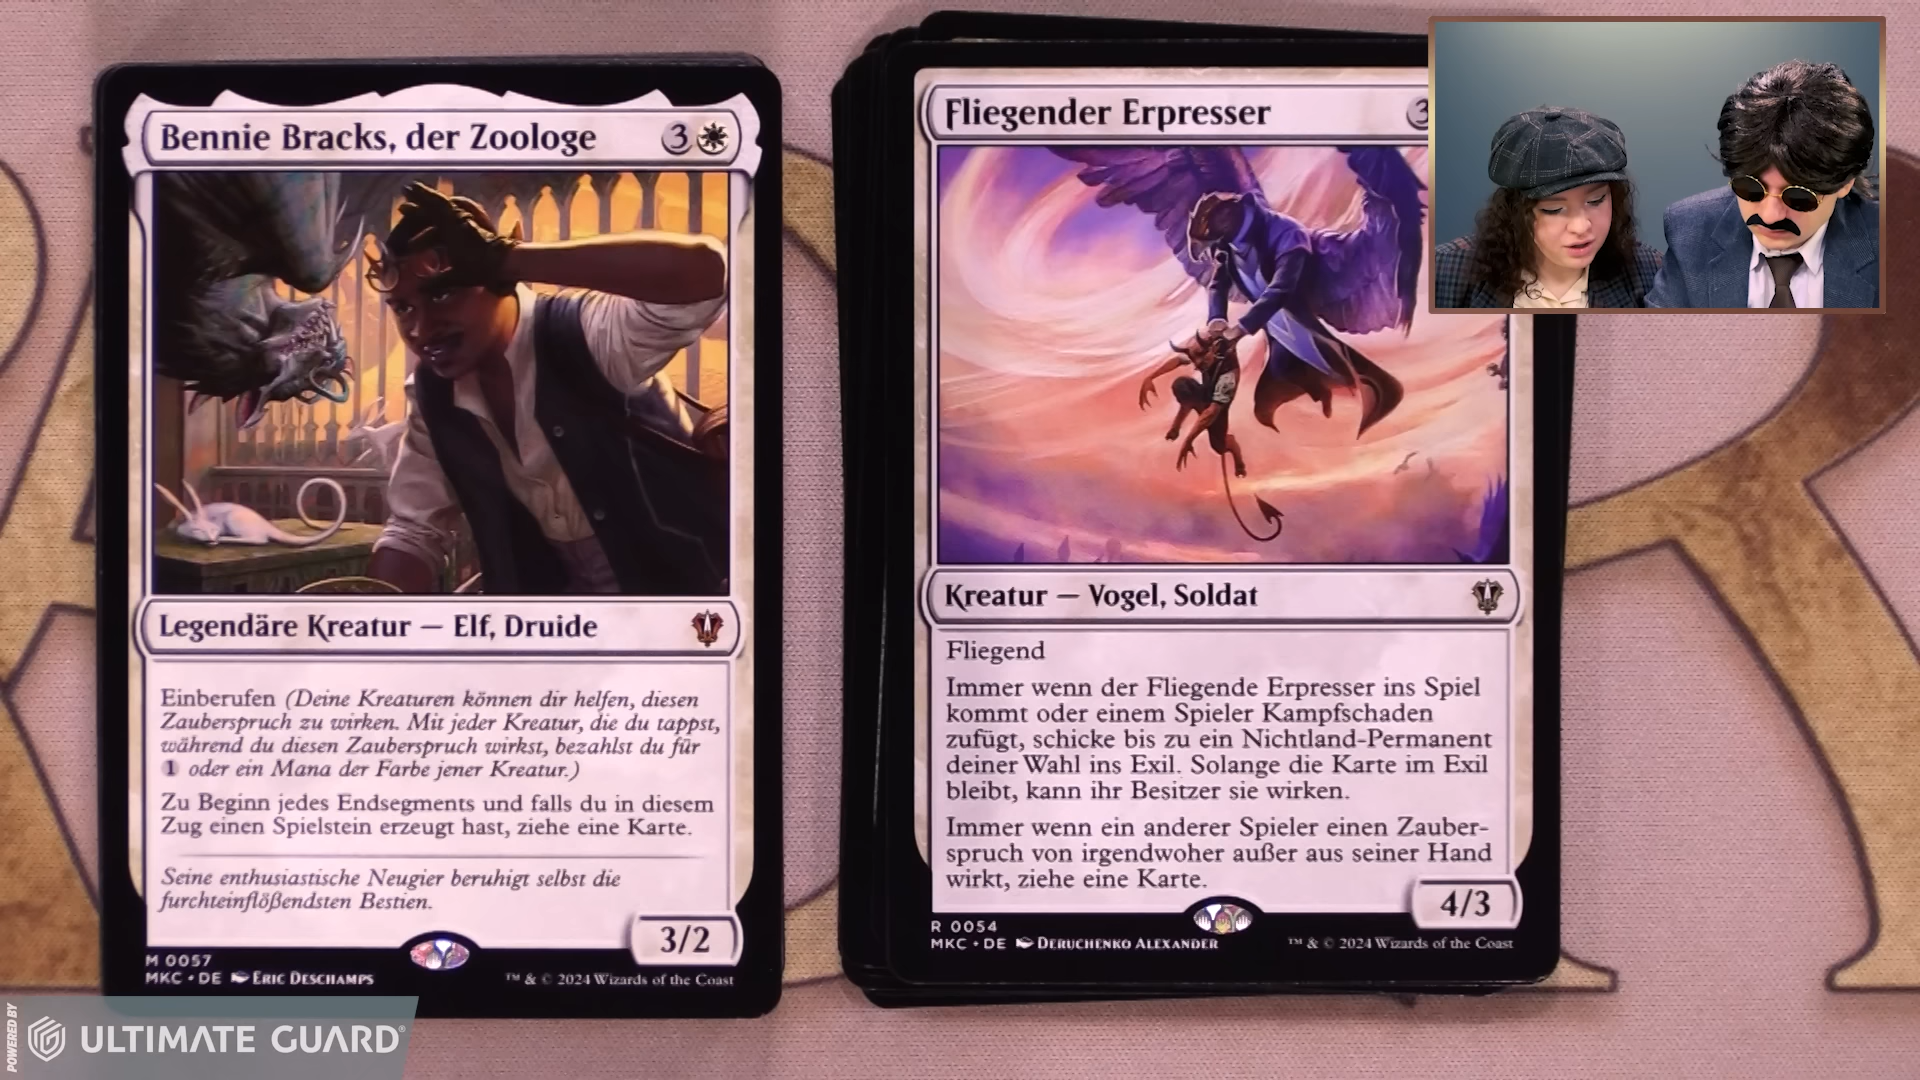 Bennie Bracks, der Zoologe 3
Legendäre Kreatur — Elf, Druide
Einberufen (Deine Kreaturen können dir helfen, diesen
Zauberspruch zu wirken. Mit jeder Kreatur, die du tappst,
während du diesen Zauberspruch wirkst, bezahlst du für
1 oder ein Mana der Farbe jener Kreatur.)
Zu Beginn jedes Endsegments und falls du in diesem
Zug einen Spielstein erzeugt hast, ziehe eine Karte.
Seine enthusiastische Neugier beruhigt selbst die
furchteinflößendsten Bestien.
3/2
M 0057
MKC • DE Eric Deschamps
™ & © 2024 Wizards of the Coast
Fliegender Erpresser 3
Kreatur — Vogel, Soldat
Fliegend
Immer wenn der Fliegende Erpresser ins Spiel
kommt oder einem Spieler Kampfschaden
zufügt, schicke bis zu ein Nichtland-Permanent
deiner Wahl ins Exil. Solange die Karte im Exil
bleibt, kann ihr Besitzer sie wirken.
Immer wenn ein anderer Spieler einen Zauber-
spruch von irgendwoher außer aus seiner Hand
wirkt, ziehe eine Karte.
4/3
R 0054
MKC • DE Deruchenko Alexander
™ & © 2024 Wizards of the Coast
POWERED BY
ULTIMATE GUARD®